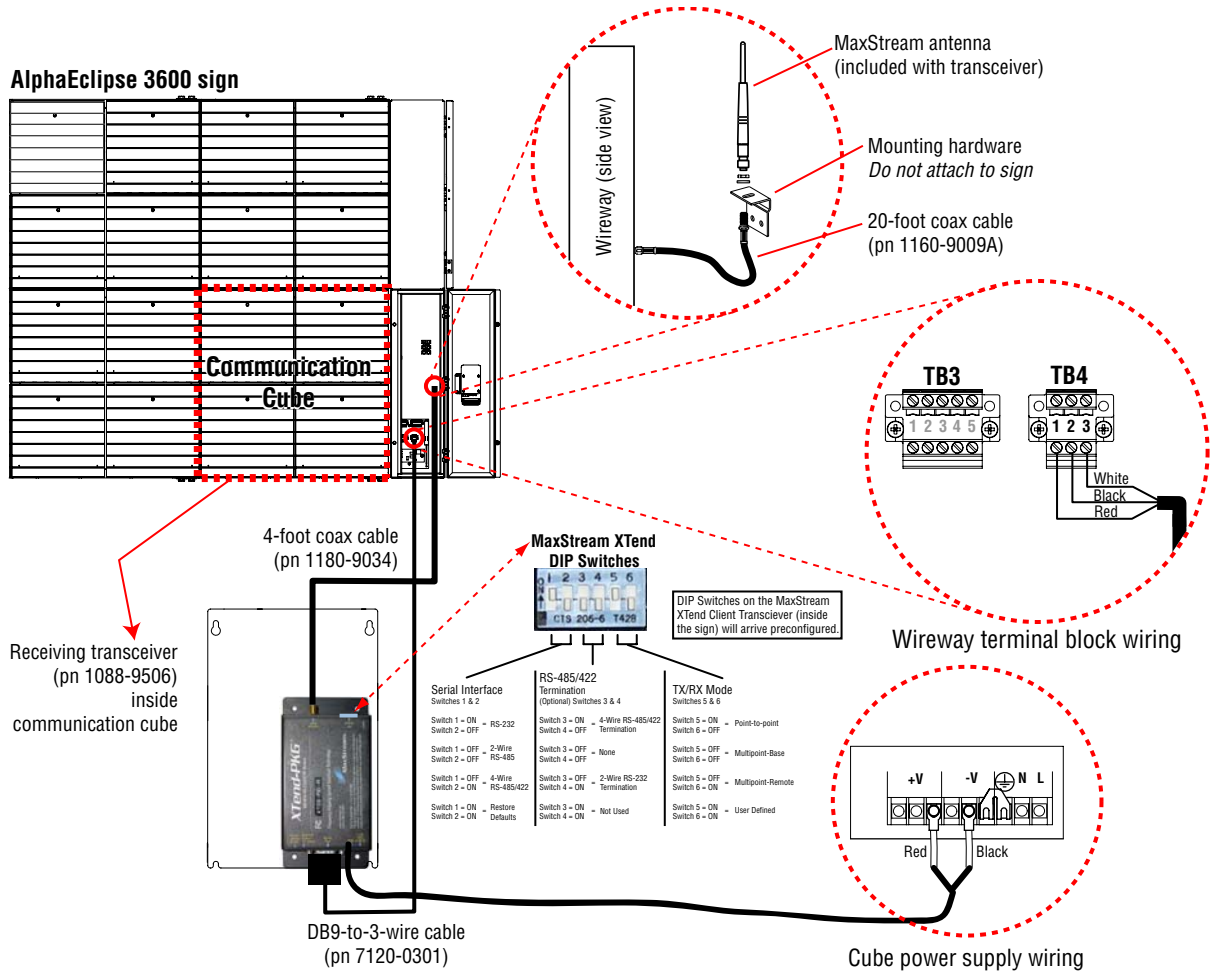 AlphaEclipse 3600 sign
Communication
Cube
Wireway (side view)
MaxStream antenna
(included with transceiver)
Mounting hardware
Do not attach to sign
20-foot coax cable
(pn 1160-9009A)
TB3
1 2 3 4 5
TB4
1 2 3
White
Black
Red
Wireway terminal block wiring
4-foot coax cable
(pn 1180-9034)
MaxStream XTend
DIP Switches
1 2 3 4 5 6
CTS 206-6 T428
DIP Switches on the MaxStream
XTend Client Transciever (inside
the sign) will arrive preconfigured.
Receiving transceiver
(pn 1088-9506)
inside
communication cube
XTend-PKG
Serial Interface
Switches 1 & 2
Switch 1 = ON
Switch 2 = OFF
= RS-232
Switch 1 = OFF
Switch 2 = OFF
= 2-Wire
RS-485
Switch 1 = OFF
Switch 2 = ON
= 4-Wire
RS-485/422
Switch 1 = ON
Switch 2 = ON
= Restore
Defaults
RS-485/422
Termination
(Optional) Switches 3 & 4
Switch 3 = ON
Switch 4 = OFF
= 4-Wire RS-485/422
Termination
Switch 3 = OFF
Switch 4 = OFF
= None
Switch 3 = OFF
Switch 4 = ON
= 2-Wire RS-232
Termination
Switch 3 = ON
Switch 4 = ON
= Not Used
TX/RX Mode
Switches 5 & 6
Switch 5 = ON
Switch 6 = OFF
= Point-to-point
Switch 5 = OFF
Switch 6 = OFF
= Multipoint-Base
Switch 5 = OFF
Switch 6 = ON
= Multipoint-Remote
Switch 5 = ON
Switch 6 = ON
= User Defined
+V -V N L
Red
Black
Cube power supply wiring
DB9-to-3-wire cable
(pn 7120-0301)